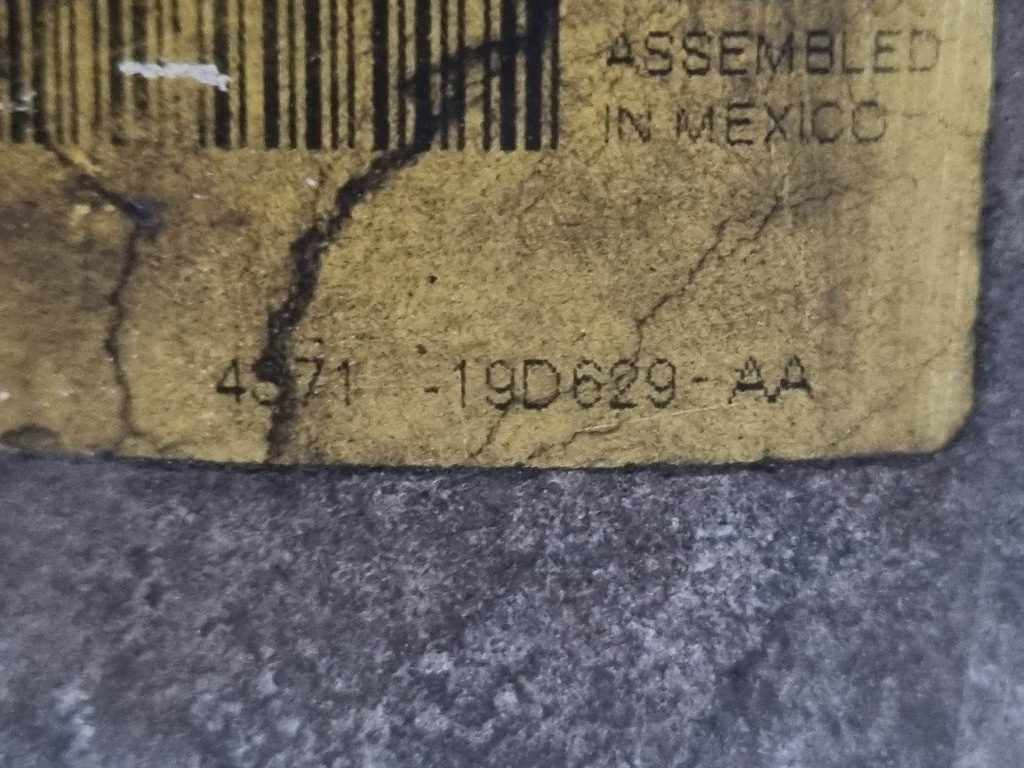 ASSEMBLED
IN MEXICO
-19D629-AA